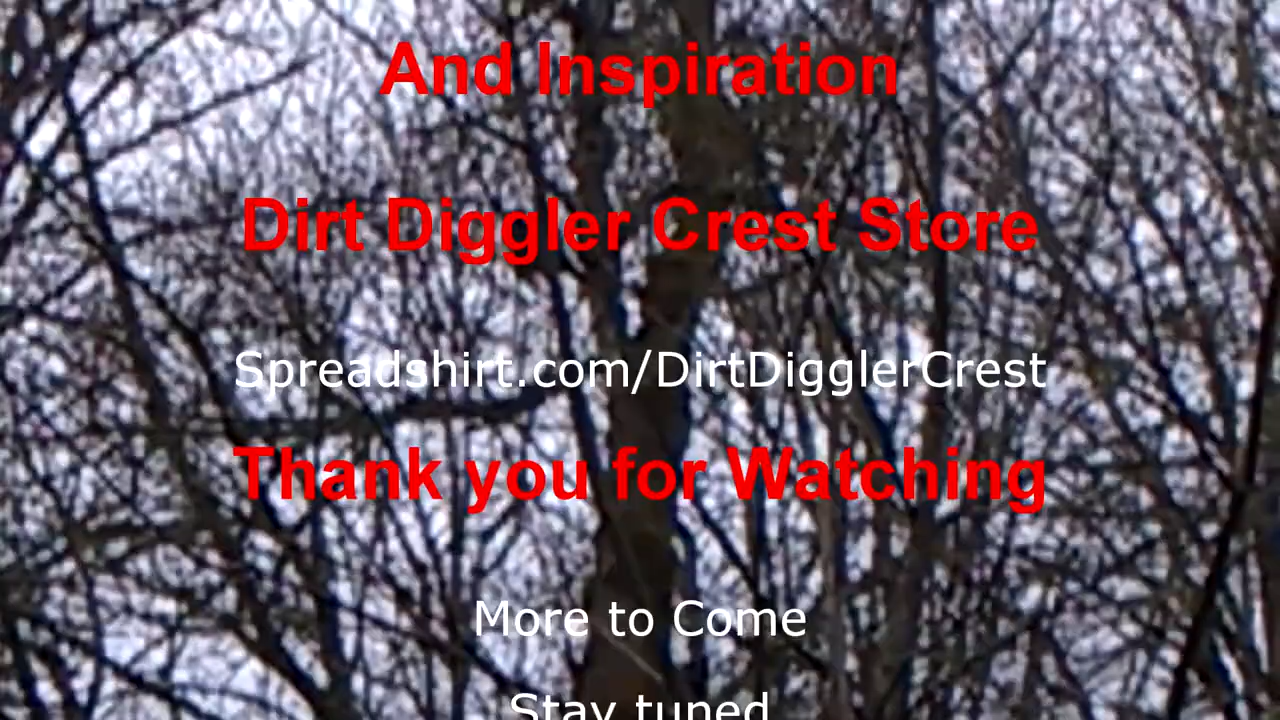 And Inspiration
Dirt Diggler Crest Store
Spreadshirt.com/DirtDigglerCrest
Thank you for Watching
More to Come
Stay tuned